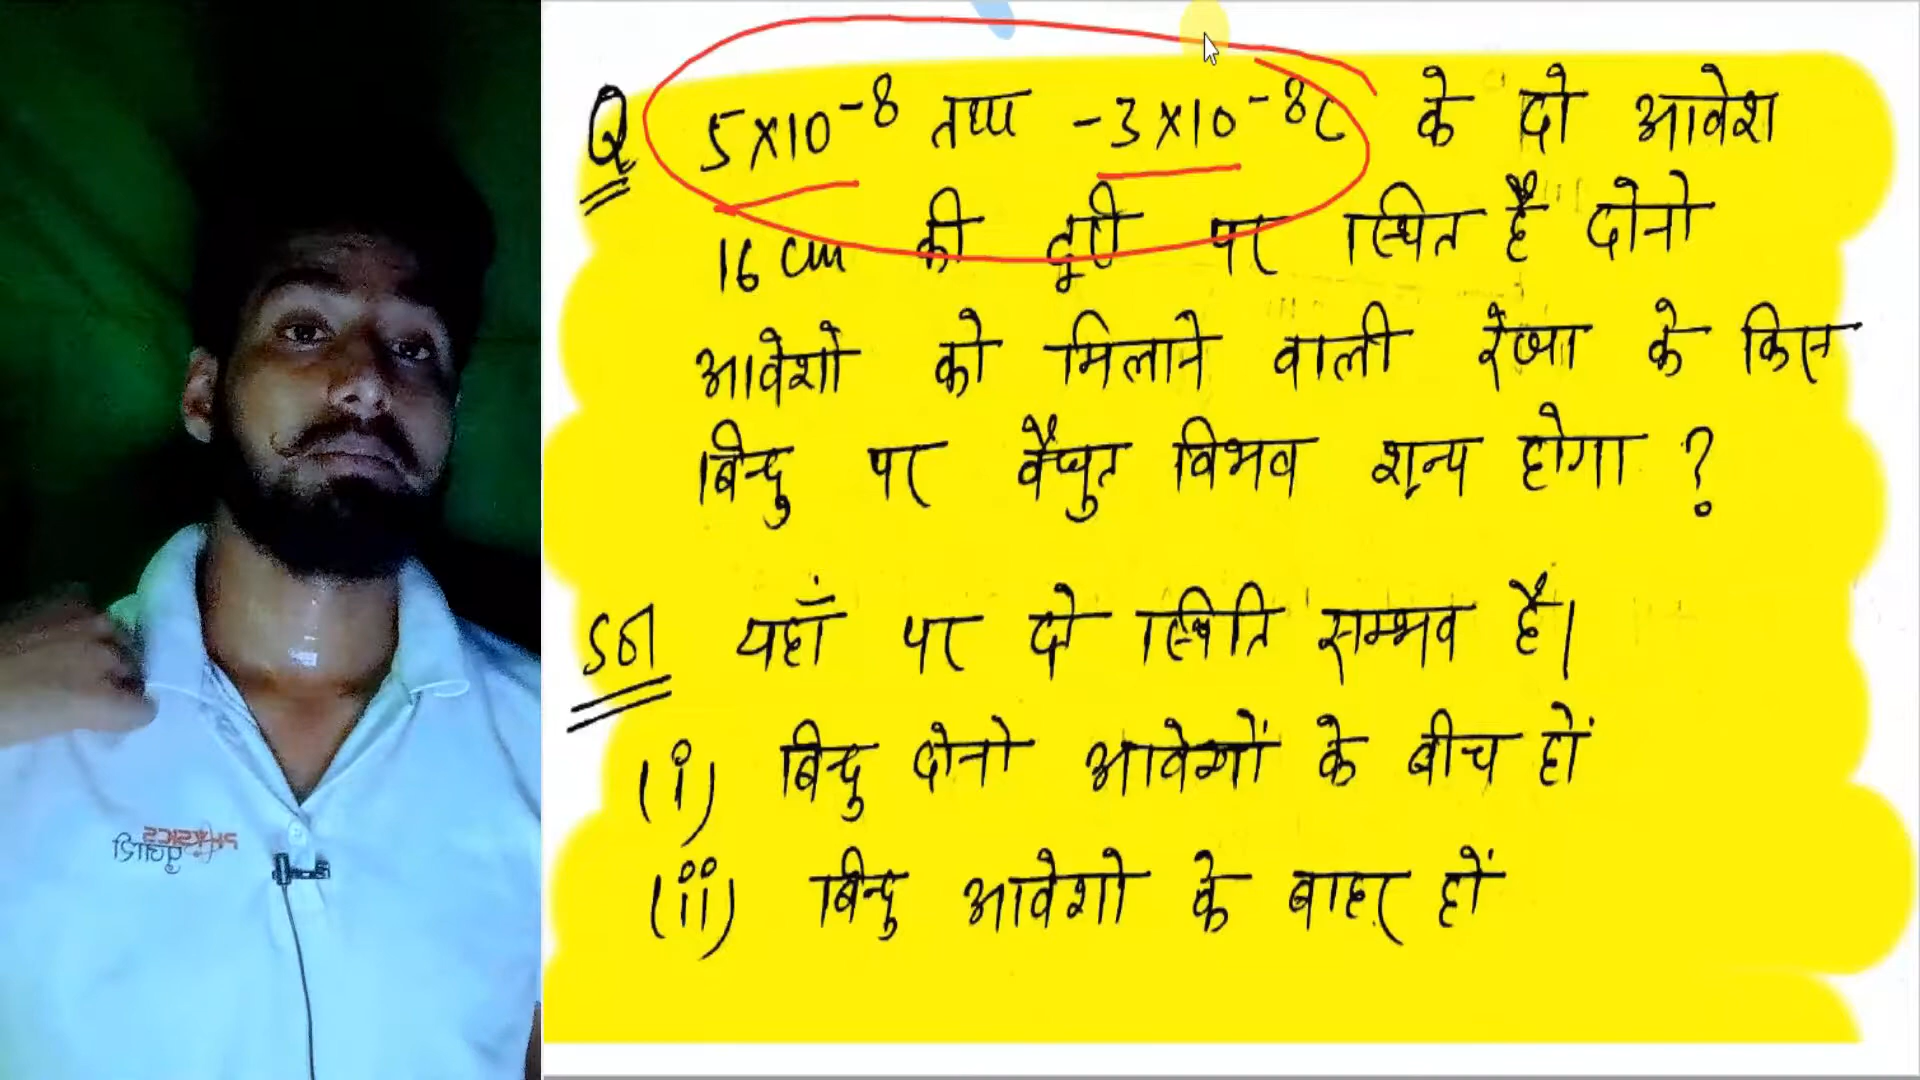 Q 5×10⁻⁸ तथा -3×10⁻⁸C के दो आवेश
16 cm की दूरी पर स्थित है दोनो
आवेशो को मिलाने वाली रेखा के किस
बिन्दु पर वैद्युत विभव शून्य होगा ?
Sol यहाँ पर दो स्थिति सम्भव है।
(i) बिन्दु दोनो आवेशों के बीच हों
(ii) बिन्दु आवेशो के बाहर हों
PHYSICS